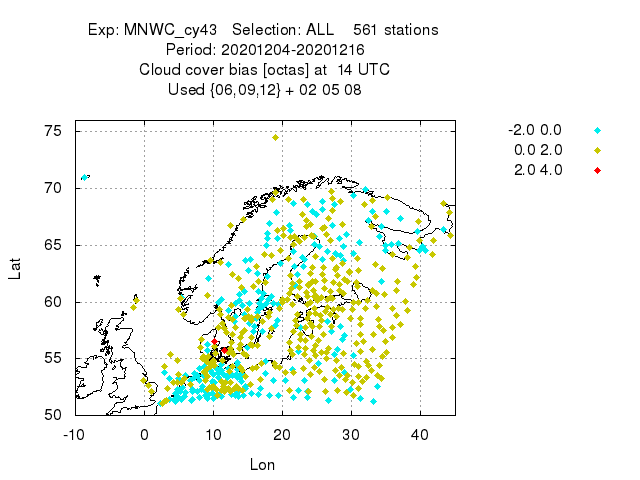 Exp: MNWC_cy43   Selection: ALL    561 stations
Period: 20201204-20201216
Cloud cover bias [octas] at  14 UTC
Used {06,09,12} + 02 05 08
-2.0 0.0
0.0 2.0
2.0 4.0
75
70
65
60
55
50
Lat
-10 0 10 20 30 40
Lon